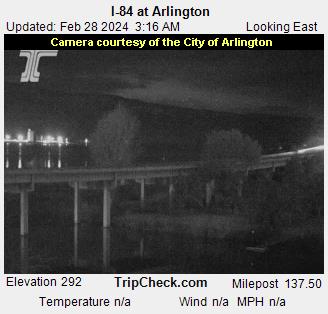 I-84 at Arlington
Updated: Feb 28 2024 3:16 AM Looking East
Camera courtesy of the City of Arlington
Elevation 292 TripCheck.com Milepost 137.50
Temperature n/a Wind n/a MPH n/a